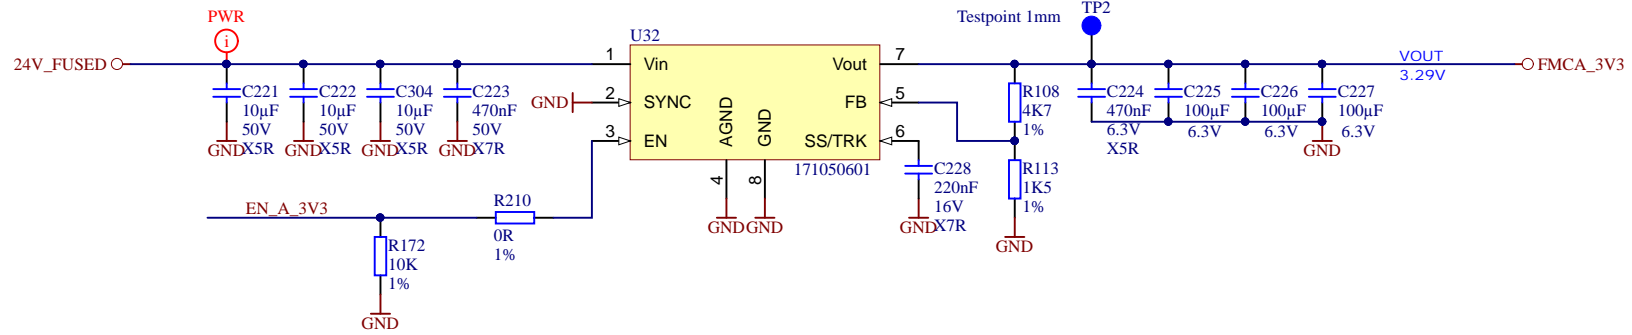 PWR
i
24V_FUSED
C221
10µF
50V
X5R
GND
C222
10µF
50V
X5R
GND
C304
10µF
50V
X5R
GND
C223
470nF
50V
X7R
GND
U32
1
Vin
GND
2
SYNC
3
EN
AGND
GND
4
8
GND
GND
Vout
7
FB
5
SS/TRK
6
171050601
C228
220nF
16V
X7R
GND
R108
4K7
1%
R113
1K5
1%
GND
Testpoint 1mm
TP2
C224
470nF
6.3V
X5R
C225
100µF
6.3V
C226
100µF
6.3V
C227
100µF
6.3V
GND
VOUT
3.29V
FMCA_3V3
EN_A_3V3
R210
0R
1%
R172
10K
1%
GND